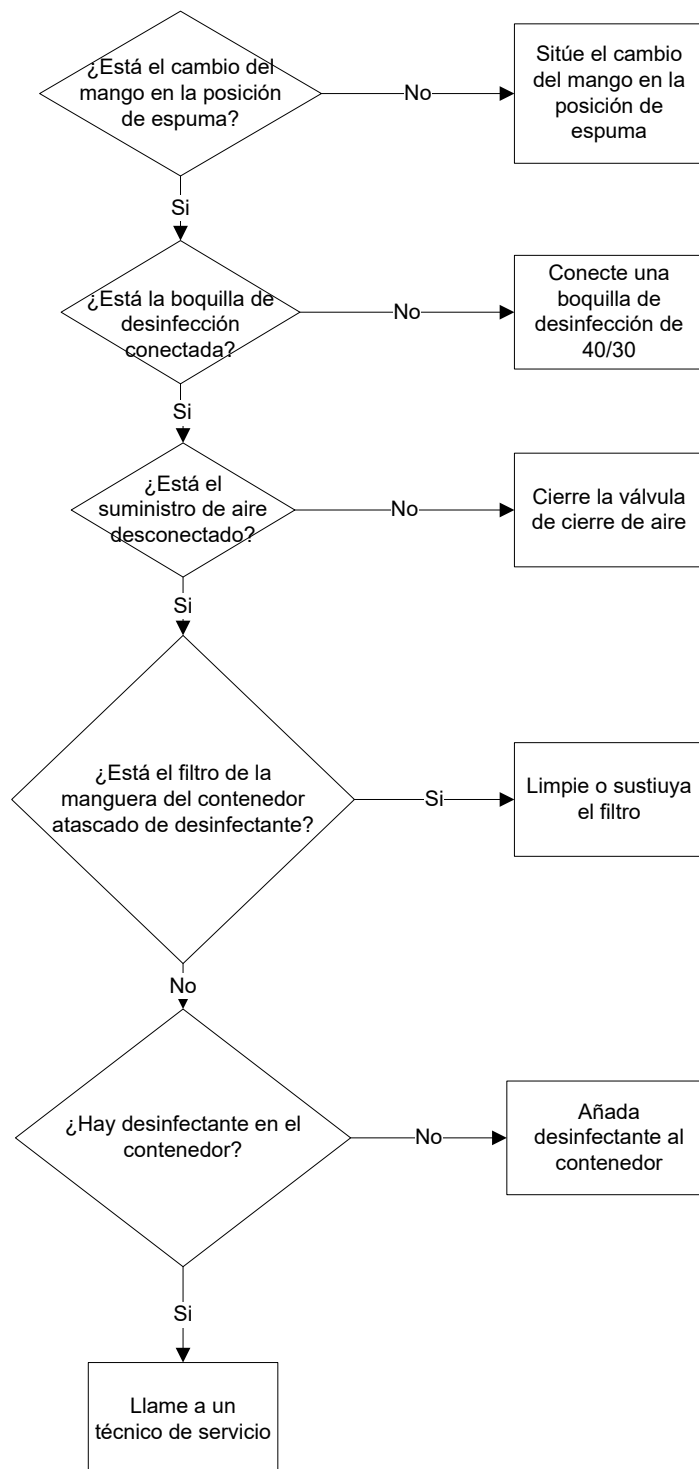 ¿Está el cambio del
mango en la posición
de espuma?
No
Sitúe el cambio
del mango en la
posición de
espuma
Si
¿Está la boquilla de
desinfección
conectada?
No
Conecte una
boquilla de
desinfección de
40/30
Si
¿Está el
suministro de aire
desconectado?
No
Cierre la válvula
de cierre de aire
Si
¿Está el filtro de la
manguera del contenedor
atascado de desinfectante?
Si
Limpie o sustiuya
el filtro
No
¿Hay desinfectante en el
contenedor?
No
Añada
desinfectante al
contenedor
Si
Llame a un
técnico de servicio